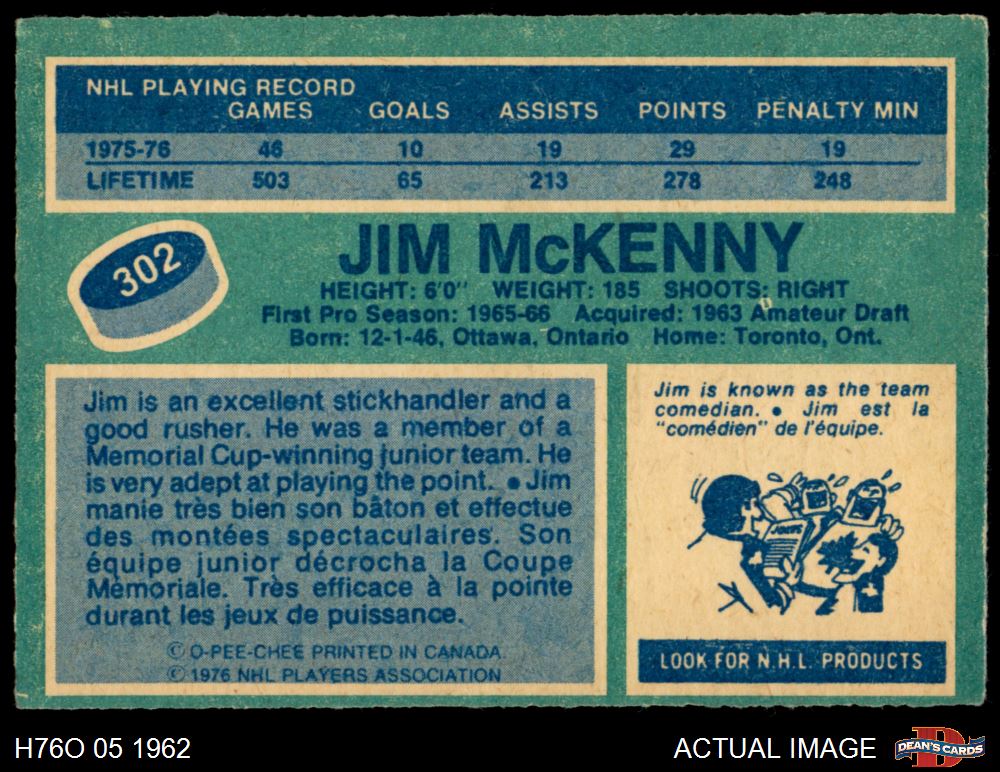 NHL PLAYING RECORD
GAMES GOALS ASSISTS POINTS PENALTY MIN
1975-76 46 10 19 29 19
LIFETIME 503 65 213 278 248
302
JIM McKENNY
HEIGHT: 6'0" WEIGHT: 185 SHOOTS: RIGHT
First Pro Season: 1965-66 Acquired: 1963 Amateur Draft
Born: 12-1-46, Ottawa, Ontario Home: Toronto, Ont.
Jim is an excellent stickhandler and a
good rusher. He was a member of a
Memorial Cup-winning junior team. He
is very adept at playing the point. • Jim
manie très bien son bâton et effectue
des montées spectaculaires. Son
équipe junior décrocha la Coupe
Mémoriale. Très efficace à la pointe
durant les jeux de puissance.
© O-PEE-CHEE PRINTED IN CANADA.
© 1976 NHL PLAYERS ASSOCIATION
Jim is known as the team
comedian. • Jim est la
"comédien" de l'équipe.
LOOK FOR N.H.L. PRODUCTS
H76O 05 1962
ACTUAL IMAGE
DEAN'S CARDS